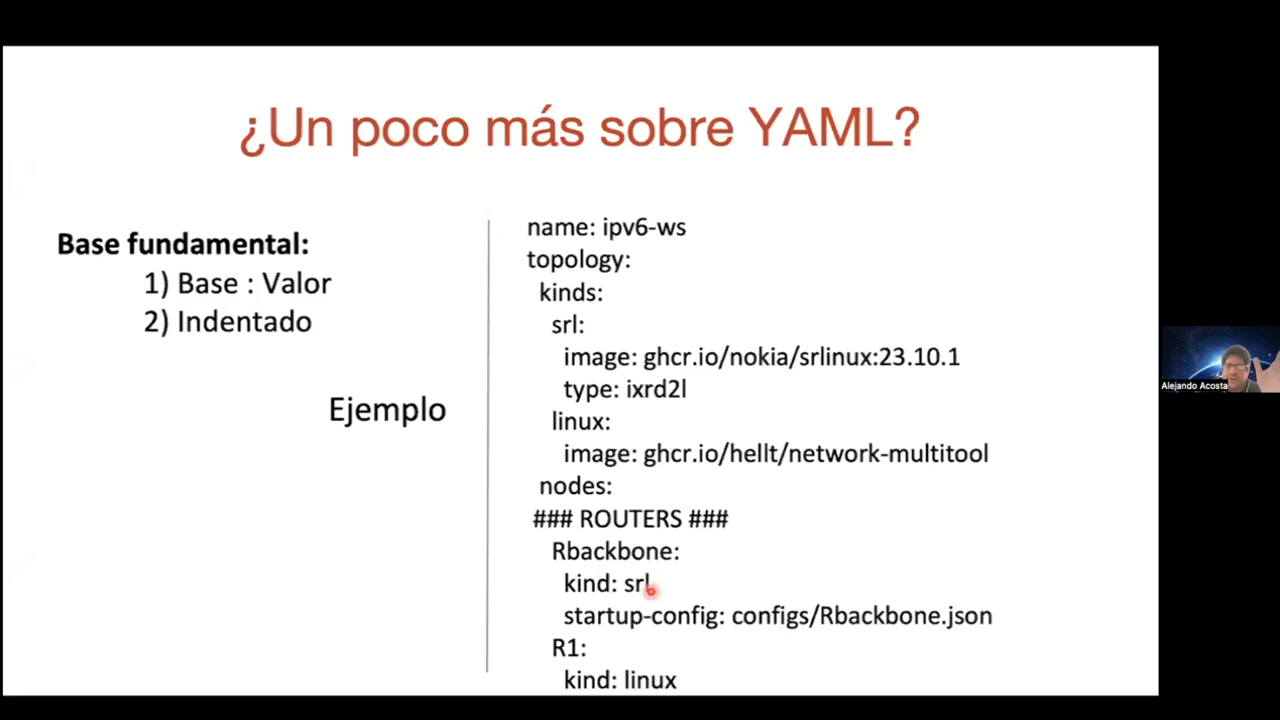 ¿Un poco más sobre YAML?
Base fundamental:
1) Base : Valor
2) Indentado
Ejemplo
name: ipv6-ws
topology:
kinds:
srl:
image: ghcr.io/nokia/srlinux:23.10.1
type: ixrd2l
linux:
image: ghcr.io/hellt/network-multitool
nodes:
### ROUTERS ###
Rbackbone:
kind: srl
startup-config: configs/Rbackbone.json
R1:
kind: linux
Alejando Acosta